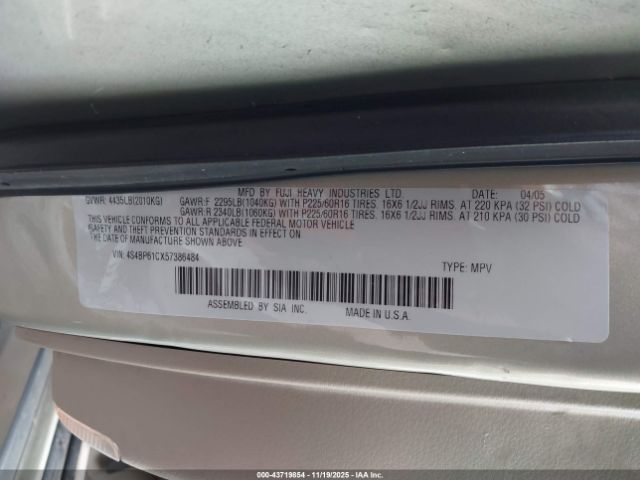 MFD BY FUJI HEAVY INDUSTRIES LTD. DATE: 04/05
GVWR: 4435LB(2010KG) GAWR:F 2295LB(1040KG) WITH P225/60R16 TIRES. 16X6 1/2JJ RIMS. AT 220 KPA (32 PSI) COLD
GAWR:R 2340LB(1060KG) WITH P225/60R16 TIRES. 16X6 1/2JJ RIMS. AT 210 KPA (30 PSI) COLD
THIS VEHICLE CONFORMS TO ALL APPLICABLE FEDERAL MOTOR VEHICLE
SAFETY AND THEFT PREVENTION STANDARDS IN EFFECT ON
THE DATE OF MANUFACTURE SHOWN ABOVE.
VIN: 4S4BP61CX57386484 TYPE: MPV
ASSEMBLED BY SIA INC. MADE IN U.S.A.
000-43719854 - 11/19/2025 - IAAI.COM